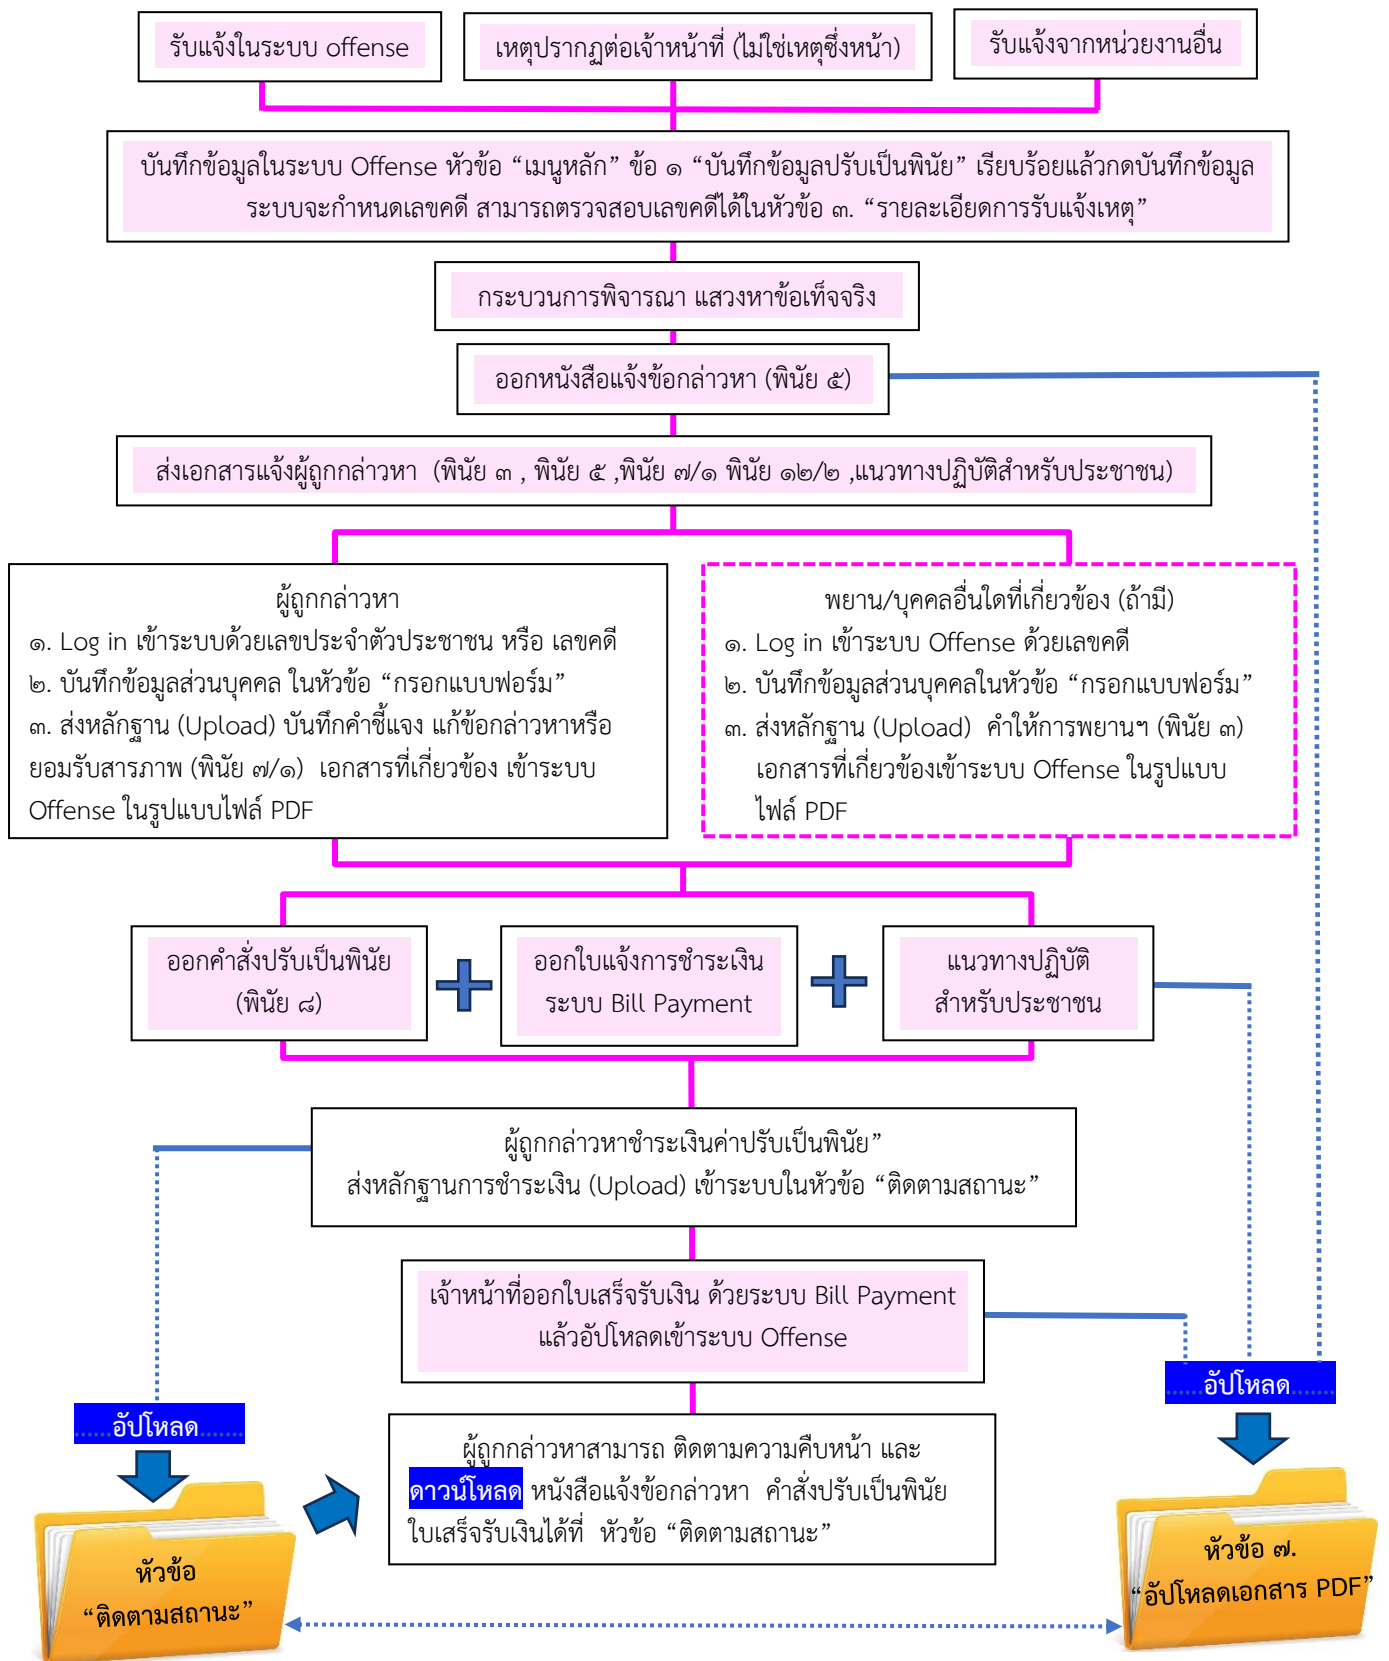 รับแจ้งในระบบ offense
เหตุปรากฏต่อเจ้าหน้าที่ (ไม่ใช่เหตุซึ่งหน้า)
รับแจ้งจากหน่วยงานอื่น
บันทึกข้อมูลในระบบ Offense หัวข้อ “เมนูหลัก” ข้อ ๑ “บันทึกข้อมูลปรับเป็นพินัย” เรียบร้อยแล้วกดบันทึกข้อมูล
ระบบจะกำหนดเลขคดี สามารถตรวจสอบเลขคดีได้ในหัวข้อ ๓. “รายละเอียดการรับแจ้งเหตุ”
กระบวนการพิจารณา แสวงหาข้อเท็จจริง
ออกหนังสือแจ้งข้อกล่าวหา (พินัย ๕)
ส่งเอกสารแจ้งผู้ถูกกล่าวหา (พินัย ๓ , พินัย ๕ ,พินัย ๗/๑ พินัย ๑๒/๒ ,แนวทางปฏิบัติสำหรับประชาชน)
ผู้ถูกกล่าวหา
๑. Log in เข้าระบบด้วยเลขประจำตัวประชาชน หรือ เลขคดี
๒. บันทึกข้อมูลส่วนบุคคล ในหัวข้อ “กรอกแบบฟอร์ม”
๓. ส่งหลักฐาน (Upload) บันทึกคำชี้แจง แก้ข้อกล่าวหาหรือ
ยอมรับสารภาพ (พินัย ๗/๑) เอกสารที่เกี่ยวข้อง เข้าระบบ
Offense ในรูปแบบไฟล์ PDF
พยาน/บุคคลอื่นใดที่เกี่ยวข้อง (ถ้ามี)
๑. Log in เข้าระบบ Offense ด้วยเลขคดี
๒. บันทึกข้อมูลส่วนบุคคลในหัวข้อ “กรอกแบบฟอร์ม”
๓. ส่งหลักฐาน (Upload) คำให้การพยานฯ (พินัย ๓)
เอกสารที่เกี่ยวข้องเข้าระบบ Offense ในรูปแบบ
ไฟล์ PDF
ออกคำสั่งปรับเป็นพินัย
(พินัย ๘)
ออกใบแจ้งการชำระเงิน
ระบบ Bill Payment
แนวทางปฏิบัติ
สำหรับประชาชน
ผู้ถูกกล่าวหาชำระเงินค่าปรับเป็นพินัย”
ส่งหลักฐานการชำระเงิน (Upload) เข้าระบบในหัวข้อ “ติดตามสถานะ”
เจ้าหน้าที่ออกใบเสร็จรับเงิน ด้วยระบบ Bill Payment
แล้วอัปโหลดเข้าระบบ Offense
......อัปโหลด.......
......อัปโหลด.......
ผู้ถูกกล่าวหาสามารถ ติดตามความคืบหน้า และ
ดาวน์โหลด หนังสือแจ้งข้อกล่าวหา คำสั่งปรับเป็นพินัย
ใบเสร็จรับเงินได้ที่ หัวข้อ “ติดตามสถานะ”
หัวข้อ
“ติดตามสถานะ”
หัวข้อ ๗.
“อัปโหลดเอกสาร PDF”